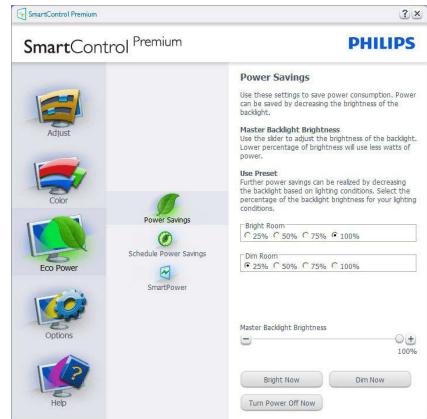 SmartControl Premium
SmartControl Premium
PHILIPS
Adjust
Color
Eco Power
Options
Help
Power Savings
Schedule Power Savings
SmartPower
Power Savings
Use these settings to save power consumption. Power
can be saved by decreasing the brightness of the
backlight.
Master Backlight Brightness
Use the slider to adjust the brightness of the backlight.
Lower percentage of brightness will use less watts of
power.
Use Preset
Further power savings can be realized by decreasing
the backlight based on lighting conditions. Select the
percentage of the backlight brightness for your lighting
conditions.
Bright Room
25% 50% 75% 100%
Dim Room
25% 50% 75% 100%
Master Backlight Brightness
100%
Bright Now Dim Now
Turn Power Off Now